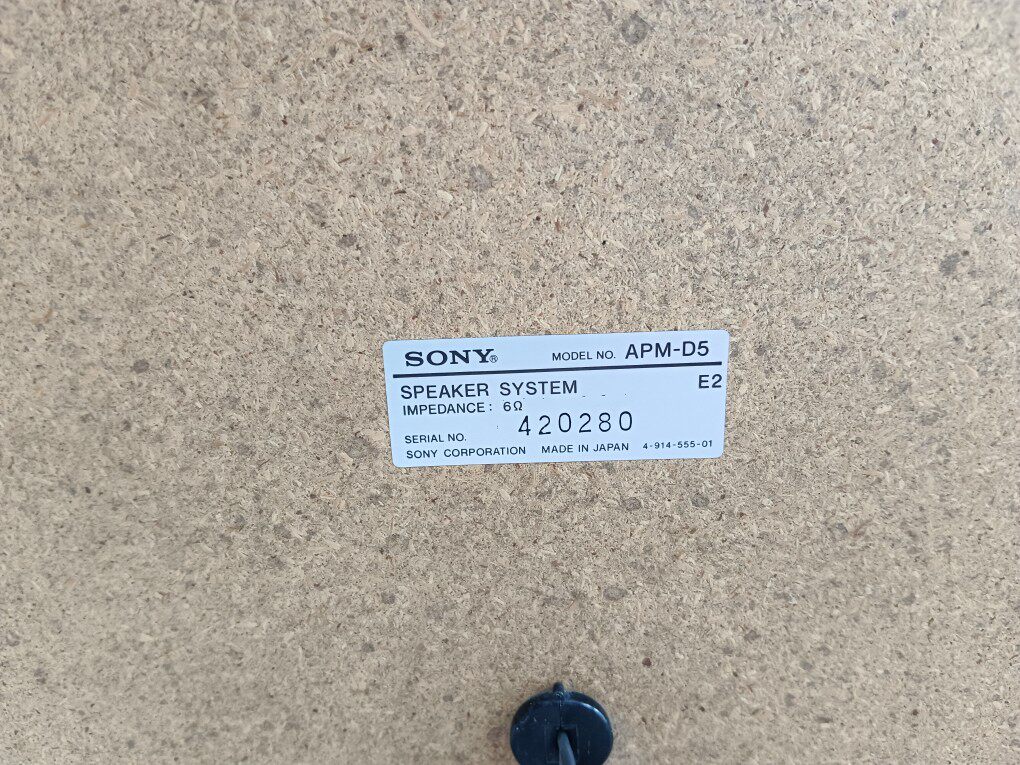 SONY® MODEL NO. APM-D5
SPEAKER SYSTEM E2
IMPEDANCE: 6Ω
SERIAL NO. 420280
SONY CORPORATION MADE IN JAPAN 4-914-555-01